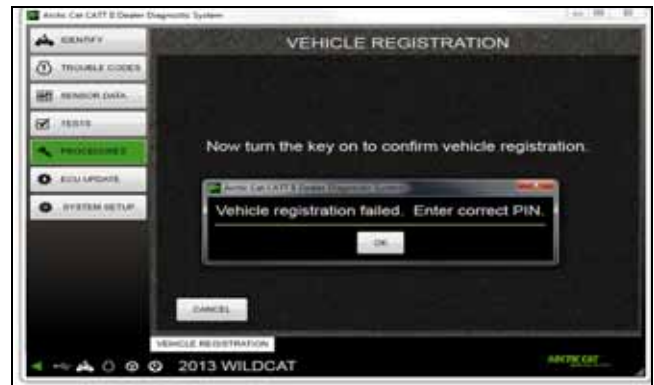 Arctic Cat CATT II Dealer Diagnostic System
IDENTIFY
VEHICLE REGISTRATION
TROUBLE CODES
SENSOR DATA
TESTS
PROCEDURES
ECU UPDATE
SYSTEM SETUP
Now turn the key on to confirm vehicle registration.
Arctic Cat CATT II Dealer Diagnostic System
Vehicle registration failed. Enter correct PIN.
OK
CANCEL
VEHICLE REGISTRATION
2013 WILDCAT
ARCTIC CAT